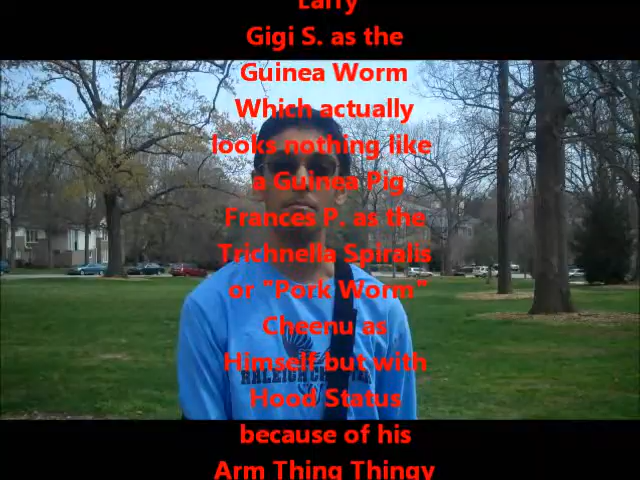 Larry
Gigi S. as the
Guinea Worm
Which actually
looks nothing like
a Guinea Pig
Frances P. as the
Trichnella Spiralis
or "Pork Worm"
Cheenu as
Himself but with
Hood Status
because of his
Arm Thing Thingy